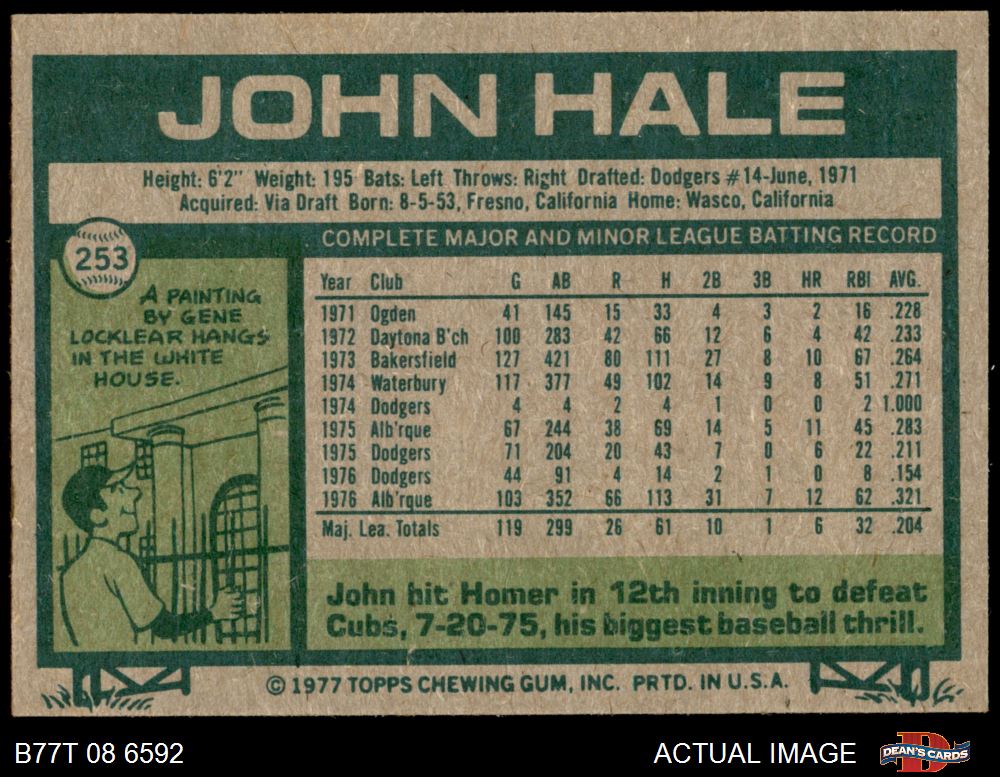 JOHN HALE
Height: 6'2" Weight: 195 Bats: Left Throws: Right Drafted: Dodgers #14-June, 1971
Acquired: Via Draft Born: 8-5-53, Fresno, California Home: Wasco, California
253
COMPLETE MAJOR AND MINOR LEAGUE BATTING RECORD
A PAINTING
BY GENE
LOCKLEAR HANGS
IN THE WHITE
HOUSE.
Year Club G AB R H 2B 3B HR RBI AVG.
1971 Ogden 41 145 15 33 4 3 2 16 .228
1972 Daytona B'ch 100 283 42 66 12 6 4 42 .233
1973 Bakersfield 127 421 80 111 27 8 10 67 .264
1974 Waterbury 117 377 49 102 14 9 8 51 .271
1974 Dodgers 4 4 2 4 1 0 0 2 1.000
1975 Alb'rque 67 244 38 69 14 5 11 45 .283
1975 Dodgers 71 204 20 43 7 0 6 22 .211
1976 Dodgers 44 91 4 14 2 1 0 8 .154
1976 Alb'rque 103 352 66 113 31 7 12 62 .321
Maj. Lea. Totals 119 299 26 61 10 1 6 32 .204
John hit Homer in 12th inning to defeat
Cubs, 7-20-75, his biggest baseball thrill.
© 1977 TOPPS CHEWING GUM, INC. PRTD. IN U.S.A.
B77T 08 6592
ACTUAL IMAGE
DEAN'S CARDS